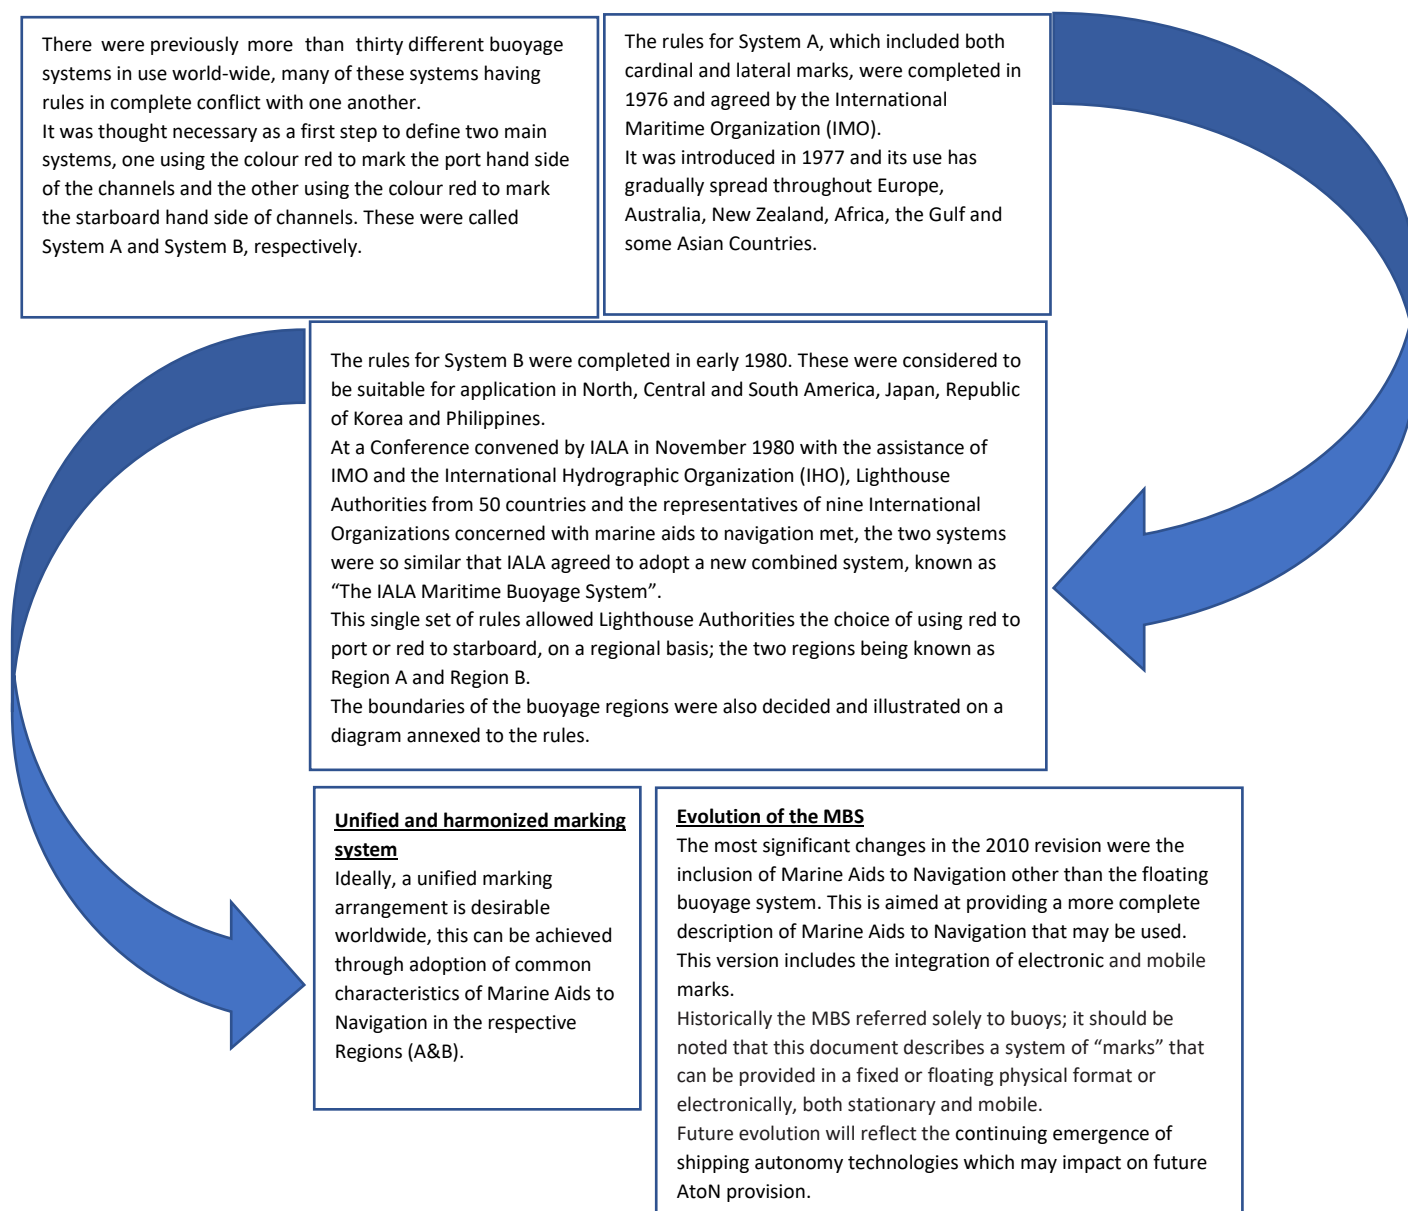 There were previously more than thirty different buoyage
systems in use world-wide, many of these systems having
rules in complete conflict with one another.
It was thought necessary as a first step to define two main
systems, one using the colour red to mark the port hand side
of the channels and the other using the colour red to mark
the starboard hand side of channels. These were called
System A and System B, respectively.
The rules for System A, which included both
cardinal and lateral marks, were completed in
1976 and agreed by the International
Maritime Organization (IMO).
It was introduced in 1977 and its use has
gradually spread throughout Europe,
Australia, New Zealand, Africa, the Gulf and
some Asian Countries.
The rules for System B were completed in early 1980. These were considered to
be suitable for application in North, Central and South America, Japan, Republic
of Korea and Philippines.
At a Conference convened by IALA in November 1980 with the assistance of
IMO and the International Hydrographic Organization (IHO), Lighthouse
Authorities from 50 countries and the representatives of nine International
Organizations concerned with marine aids to navigation met, the two systems
were so similar that IALA agreed to adopt a new combined system, known as
“The IALA Maritime Buoyage System”.
This single set of rules allowed Lighthouse Authorities the choice of using red to
port or red to starboard, on a regional basis; the two regions being known as
Region A and Region B.
The boundaries of the buoyage regions were also decided and illustrated on a
diagram annexed to the rules.
Unified and harmonized marking
system
Ideally, a unified marking
arrangement is desirable
worldwide, this can be achieved
through adoption of common
characteristics of Marine Aids to
Navigation in the respective
Regions (A&B).
Evolution of the MBS
The most significant changes in the 2010 revision were the
inclusion of Marine Aids to Navigation other than the floating
buoyage system. This is aimed at providing a more complete
description of Marine Aids to Navigation that may be used.
This version includes the integration of electronic and mobile
marks.
Historically the MBS referred solely to buoys; it should be
noted that this document describes a system of “marks” that
can be provided in a fixed or floating physical format or
electronically, both stationary and mobile.
Future evolution will reflect the continuing emergence of
shipping autonomy technologies which may impact on future
AtoN provision.